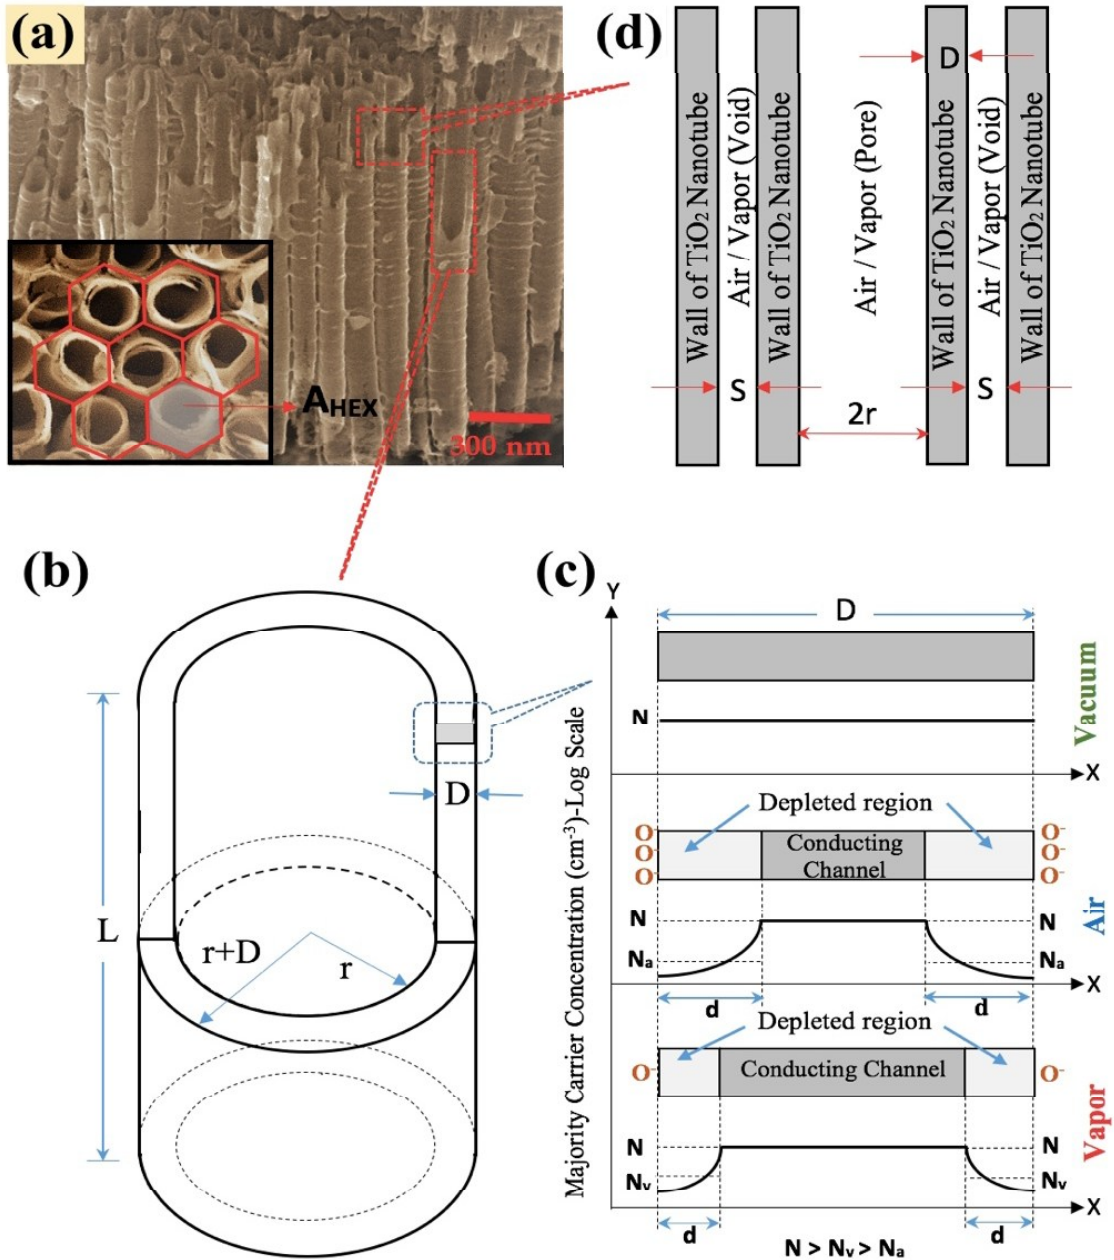 (a)
A_HEX
300 nm
(d)
D
Wall of TiO₂ Nanotube
Air / Vapor (Void)
Wall of TiO₂ Nanotube
Air / Vapor (Pore)
Wall of TiO₂ Nanotube
Air / Vapor (Void)
Wall of TiO₂ Nanotube
S
S
2r
(b)
D
L
r+D
r
(c)
Y
Majority Carrier Concentration (cm⁻³)-Log Scale
D
N
X
Vacuum
Depleted region
O⁻
O⁻
O⁻
Conducting
Channel
O⁻
O⁻
O⁻
N
N
Nₐ
Nₐ
X
d
d
Air
Depleted region
O⁻
Conducting Channel
O⁻
N
N
Nᵥ
Nᵥ
X
d
d
Vapor
N > Nᵥ > Nₐ